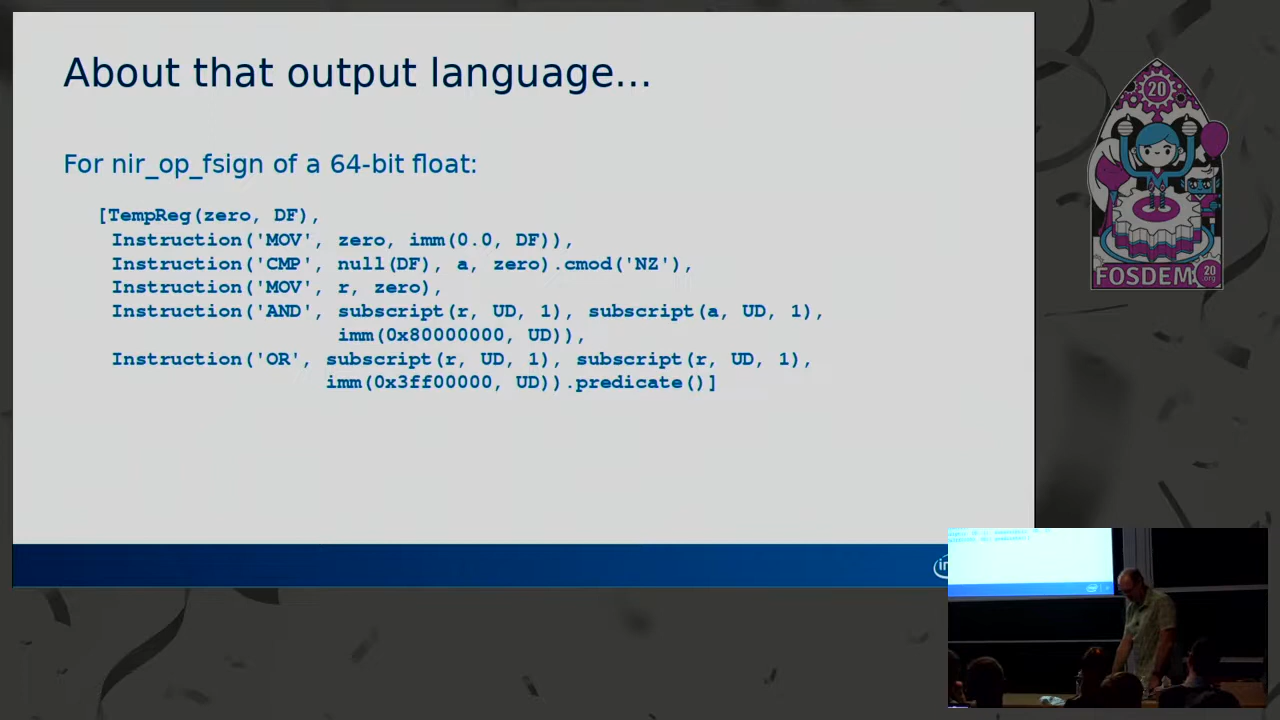 About that output language...
For nir_op_fsign of a 64-bit float:
[TempReg(zero, DF),
Instruction('MOV', zero, imm(0.0, DF)),
Instruction('CMP', null(DF), a, zero).cmod('NZ'),
Instruction('MOV', r, zero),
Instruction('AND', subscript(r, UD, 1), subscript(a, UD, 1),
imm(0x80000000, UD)),
Instruction('OR', subscript(r, UD, 1), subscript(r, UD, 1),
imm(0x3ff00000, UD)).predicate()]
20
FOSDEM
20
.org